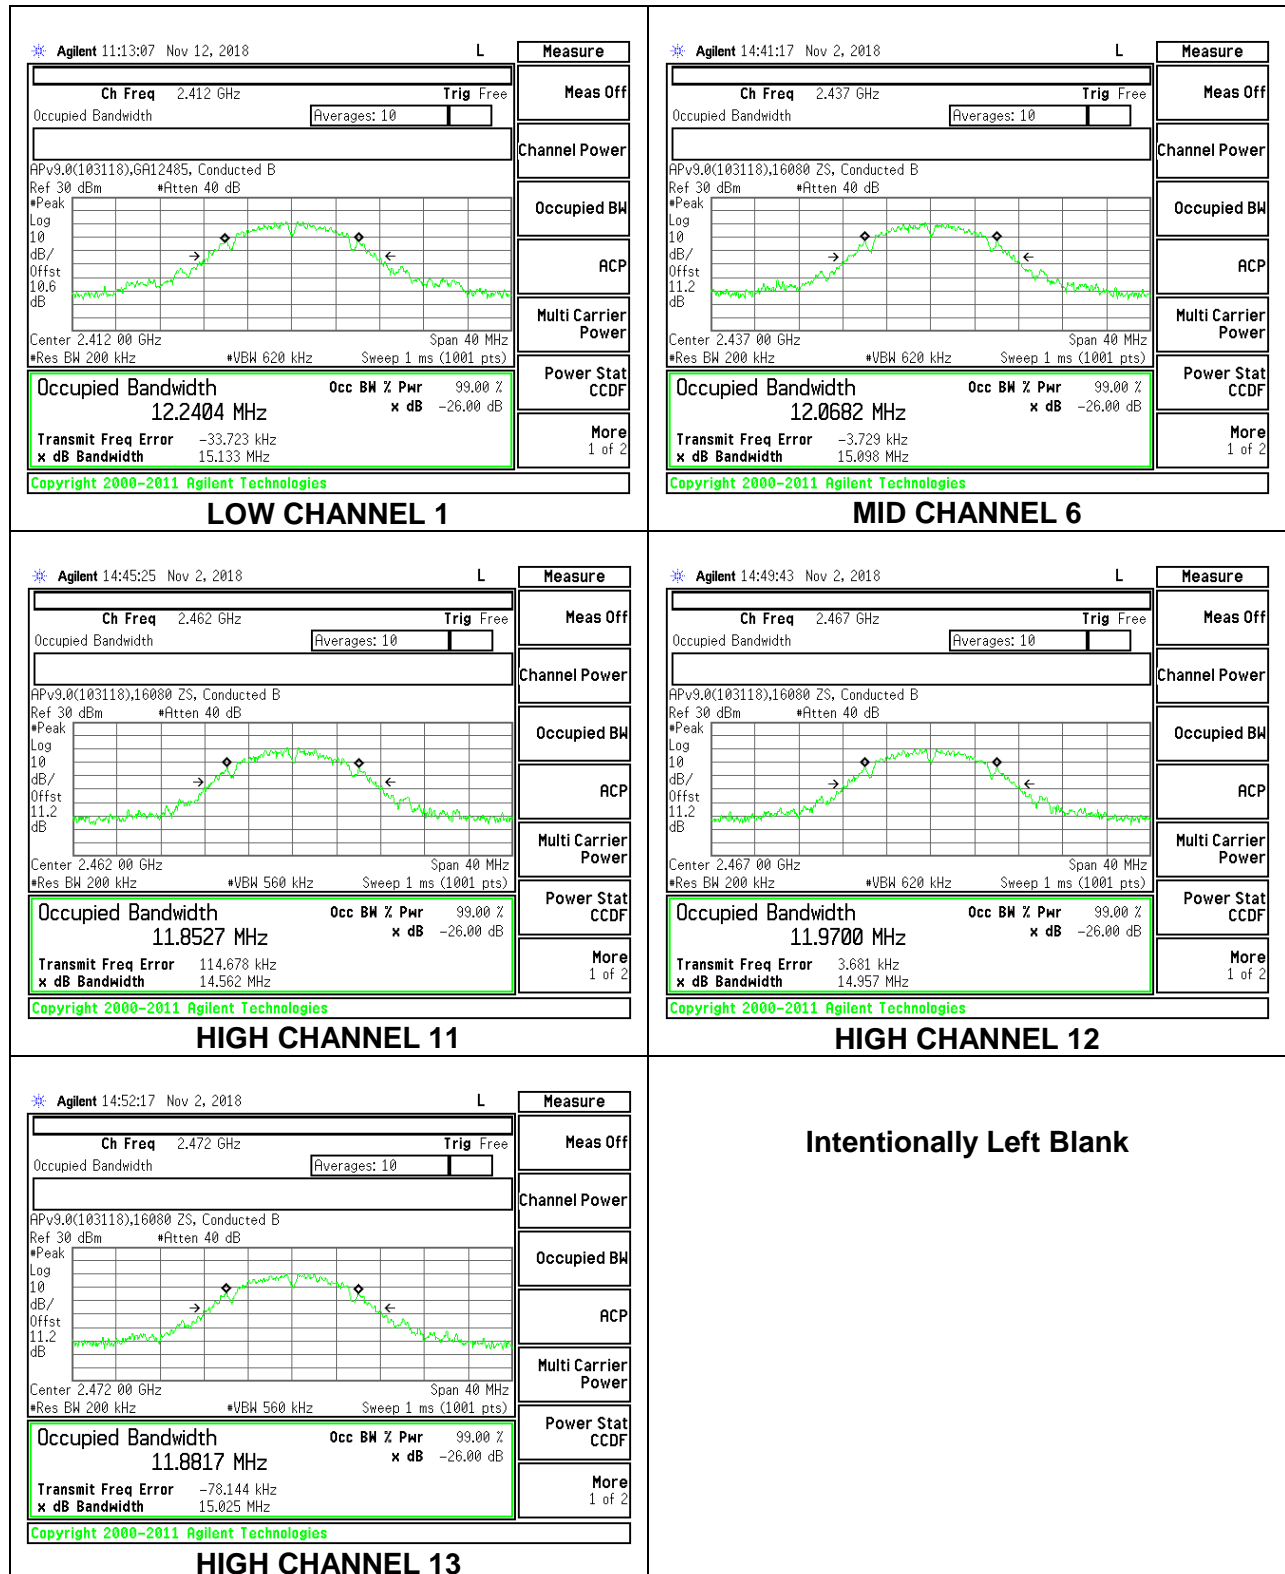 Agilent 11:13:07 Nov 12, 2018 L Measure
Ch Freq 2.412 GHz Trig Free
Meas Off
Occupied Bandwidth Averages: 10
Channel Power
APv9.0(103118),GA12485, Conducted B
Ref 30 dBm #Atten 40 dB
#Peak
Log
10
dB/
Offst
10.6
dB
Occupied BW
ACP
Multi Carrier
Power
Center 2.412 00 GHz Span 40 MHz
#Res BW 200 kHz #VBW 620 kHz Sweep 1 ms (1001 pts)
Power Stat
CCDF
Occupied Bandwidth Occ BW % Pwr 99.00 %
12.2404 MHz x dB -26.00 dB
More
1 of 2
Transmit Freq Error -33.723 kHz
x dB Bandwidth 15.133 MHz
Copyright 2000-2011 Agilent Technologies
LOW CHANNEL 1
Agilent 14:41:17 Nov 2, 2018 L Measure
Ch Freq 2.437 GHz Trig Free
Meas Off
Occupied Bandwidth Averages: 10
Channel Power
APv9.0(103118),16080 ZS, Conducted B
Ref 30 dBm #Atten 40 dB
#Peak
Log
10
dB/
Offst
11.2
dB
Occupied BW
ACP
Multi Carrier
Power
Center 2.437 00 GHz Span 40 MHz
#Res BW 200 kHz #VBW 620 kHz Sweep 1 ms (1001 pts)
Power Stat
CCDF
Occupied Bandwidth Occ BW % Pwr 99.00 %
12.0682 MHz x dB -26.00 dB
More
1 of 2
Transmit Freq Error -3.729 kHz
x dB Bandwidth 15.098 MHz
Copyright 2000-2011 Agilent Technologies
MID CHANNEL 6
Agilent 14:45:25 Nov 2, 2018 L Measure
Ch Freq 2.462 GHz Trig Free
Meas Off
Occupied Bandwidth Averages: 10
Channel Power
APv9.0(103118),16080 ZS, Conducted B
Ref 30 dBm #Atten 40 dB
#Peak
Log
10
dB/
Offst
11.2
dB
Occupied BW
ACP
Multi Carrier
Power
Center 2.462 00 GHz Span 40 MHz
#Res BW 200 kHz #VBW 560 kHz Sweep 1 ms (1001 pts)
Power Stat
CCDF
Occupied Bandwidth Occ BW % Pwr 99.00 %
11.8527 MHz x dB -26.00 dB
More
1 of 2
Transmit Freq Error 114.678 kHz
x dB Bandwidth 14.562 MHz
Copyright 2000-2011 Agilent Technologies
HIGH CHANNEL 11
Agilent 14:49:43 Nov 2, 2018 L Measure
Ch Freq 2.467 GHz Trig Free
Meas Off
Occupied Bandwidth Averages: 10
Channel Power
APv9.0(103118),16080 ZS, Conducted B
Ref 30 dBm #Atten 40 dB
#Peak
Log
10
dB/
Offst
11.2
dB
Occupied BW
ACP
Multi Carrier
Power
Center 2.467 00 GHz Span 40 MHz
#Res BW 200 kHz #VBW 620 kHz Sweep 1 ms (1001 pts)
Power Stat
CCDF
Occupied Bandwidth Occ BW % Pwr 99.00 %
11.9700 MHz x dB -26.00 dB
More
1 of 2
Transmit Freq Error 3.681 kHz
x dB Bandwidth 14.957 MHz
Copyright 2000-2011 Agilent Technologies
HIGH CHANNEL 12
Agilent 14:52:17 Nov 2, 2018 L Measure
Ch Freq 2.472 GHz Trig Free
Meas Off
Occupied Bandwidth Averages: 10
Channel Power
APv9.0(103118),16080 ZS, Conducted B
Ref 30 dBm #Atten 40 dB
#Peak
Log
10
dB/
Offst
11.2
dB
Occupied BW
ACP
Multi Carrier
Power
Center 2.472 00 GHz Span 40 MHz
#Res BW 200 kHz #VBW 560 kHz Sweep 1 ms (1001 pts)
Power Stat
CCDF
Occupied Bandwidth Occ BW % Pwr 99.00 %
11.8817 MHz x dB -26.00 dB
More
1 of 2
Transmit Freq Error -78.144 kHz
x dB Bandwidth 15.025 MHz
Copyright 2000-2011 Agilent Technologies
HIGH CHANNEL 13
Intentionally Left Blank